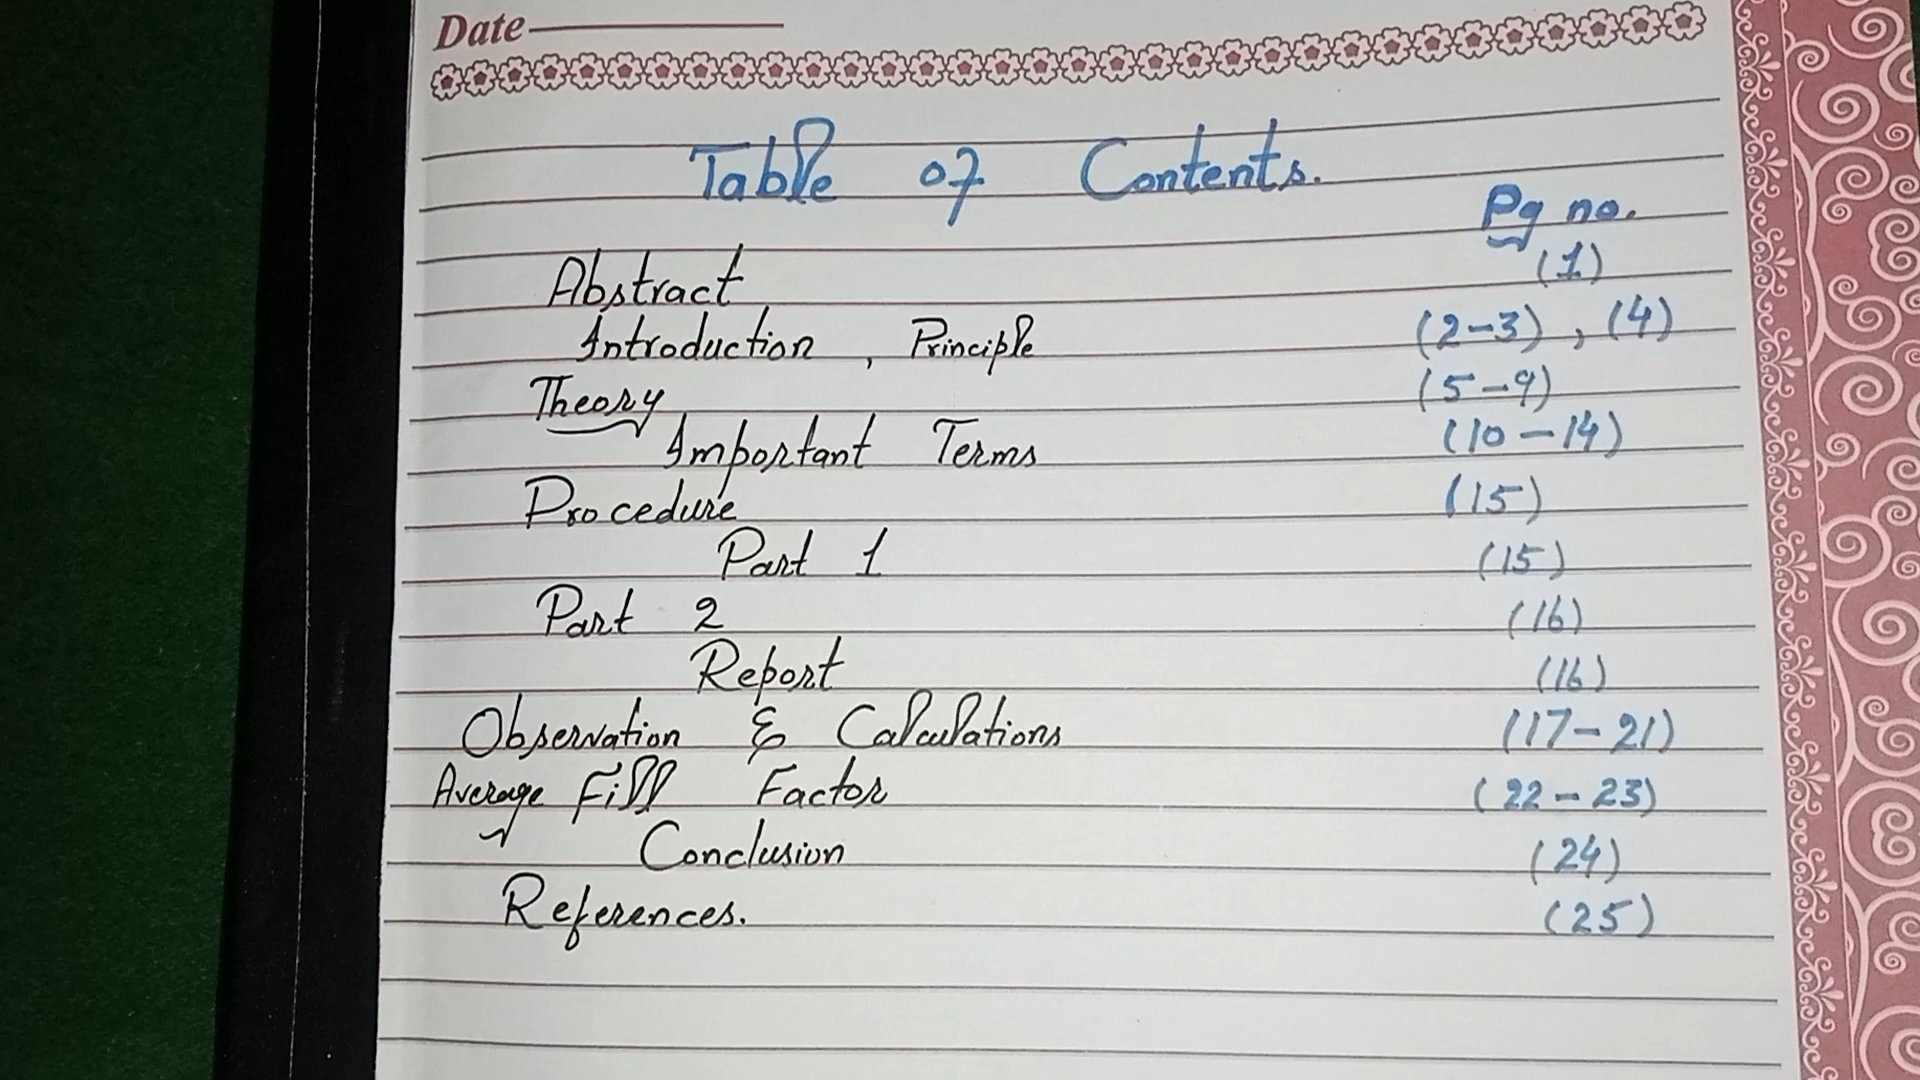 Date
Table of Contents.
Pg no.
Abstract (1)
Introduction , Principle (2-3) , (4)
Theory (5-9)
Important Terms (10-14)
Procedure (15)
Part 1 (15)
Part 2 (16)
Report (16)
Observation & Calculations (17-21)
Average Fill Factor (22-23)
Conclusion (24)
References. (25)